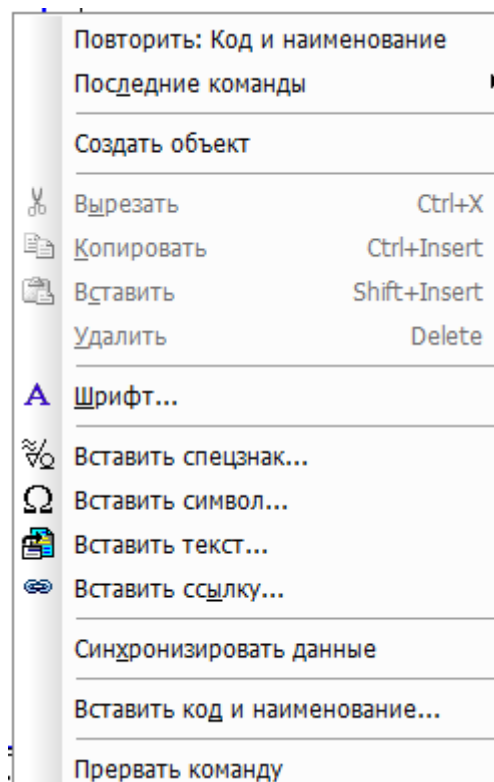 Повторить: Код и наименование
Последние команды
Создать объект
Вырезать Ctrl+X
Копировать Ctrl+Insert
Вставить Shift+Insert
Удалить Delete
Шрифт...
Вставить спецзнак...
Вставить символ...
Вставить текст...
Вставить ссылку...
Синхронизировать данные
Вставить код и наименование...
Прервать команду